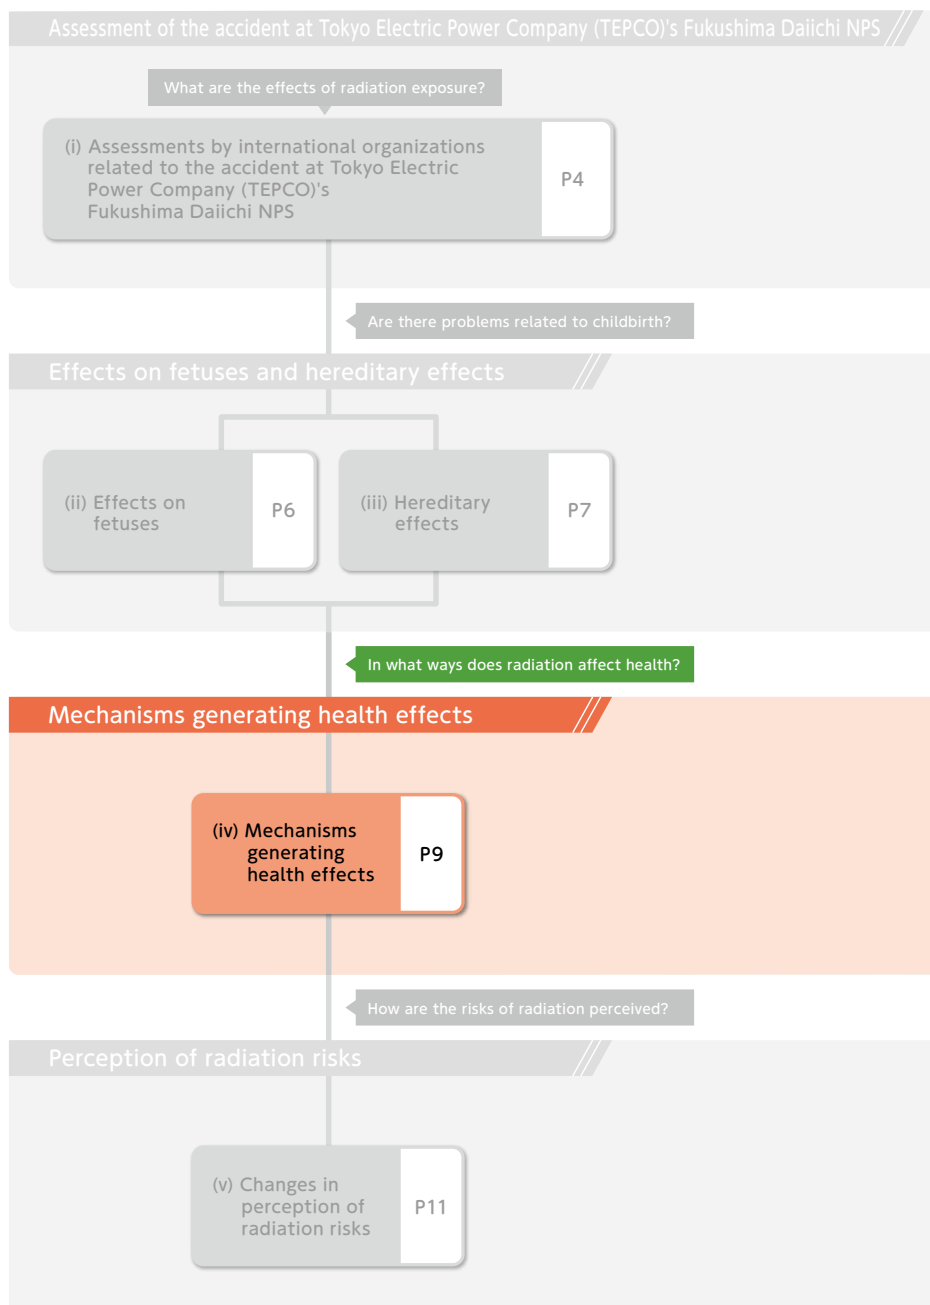 Assessment of the accident at Tokyo Electric Power Company (TEPCO)'s Fukushima Daiichi NPS
What are the effects of radiation exposure?
(i) Assessments by international organizations
related to the accident at Tokyo Electric
Power Company (TEPCO)'s
Fukushima Daiichi NPS
P4
Are there problems related to childbirth?
Effects on fetuses and hereditary effects
(ii) Effects on
fetuses
P6
(iii) Hereditary
effects
P7
In what ways does radiation affect health?
Mechanisms generating health effects
(iv) Mechanisms
generating
health effects
P9
How are the risks of radiation perceived?
Perception of radiation risks
(v) Changes in
perception of
radiation risks
P11